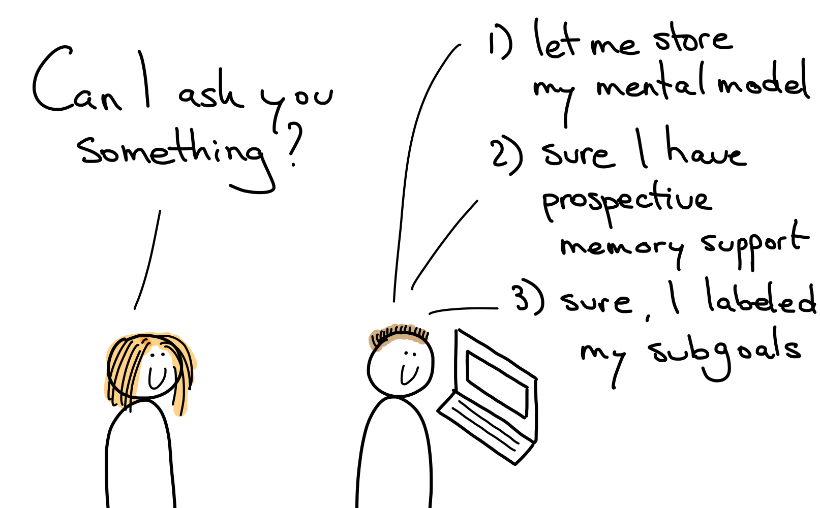 Can I ask you
something?
1) let me store
my mental model
2) sure I have
prospective
memory support
3) sure, I labeled
my subgoals